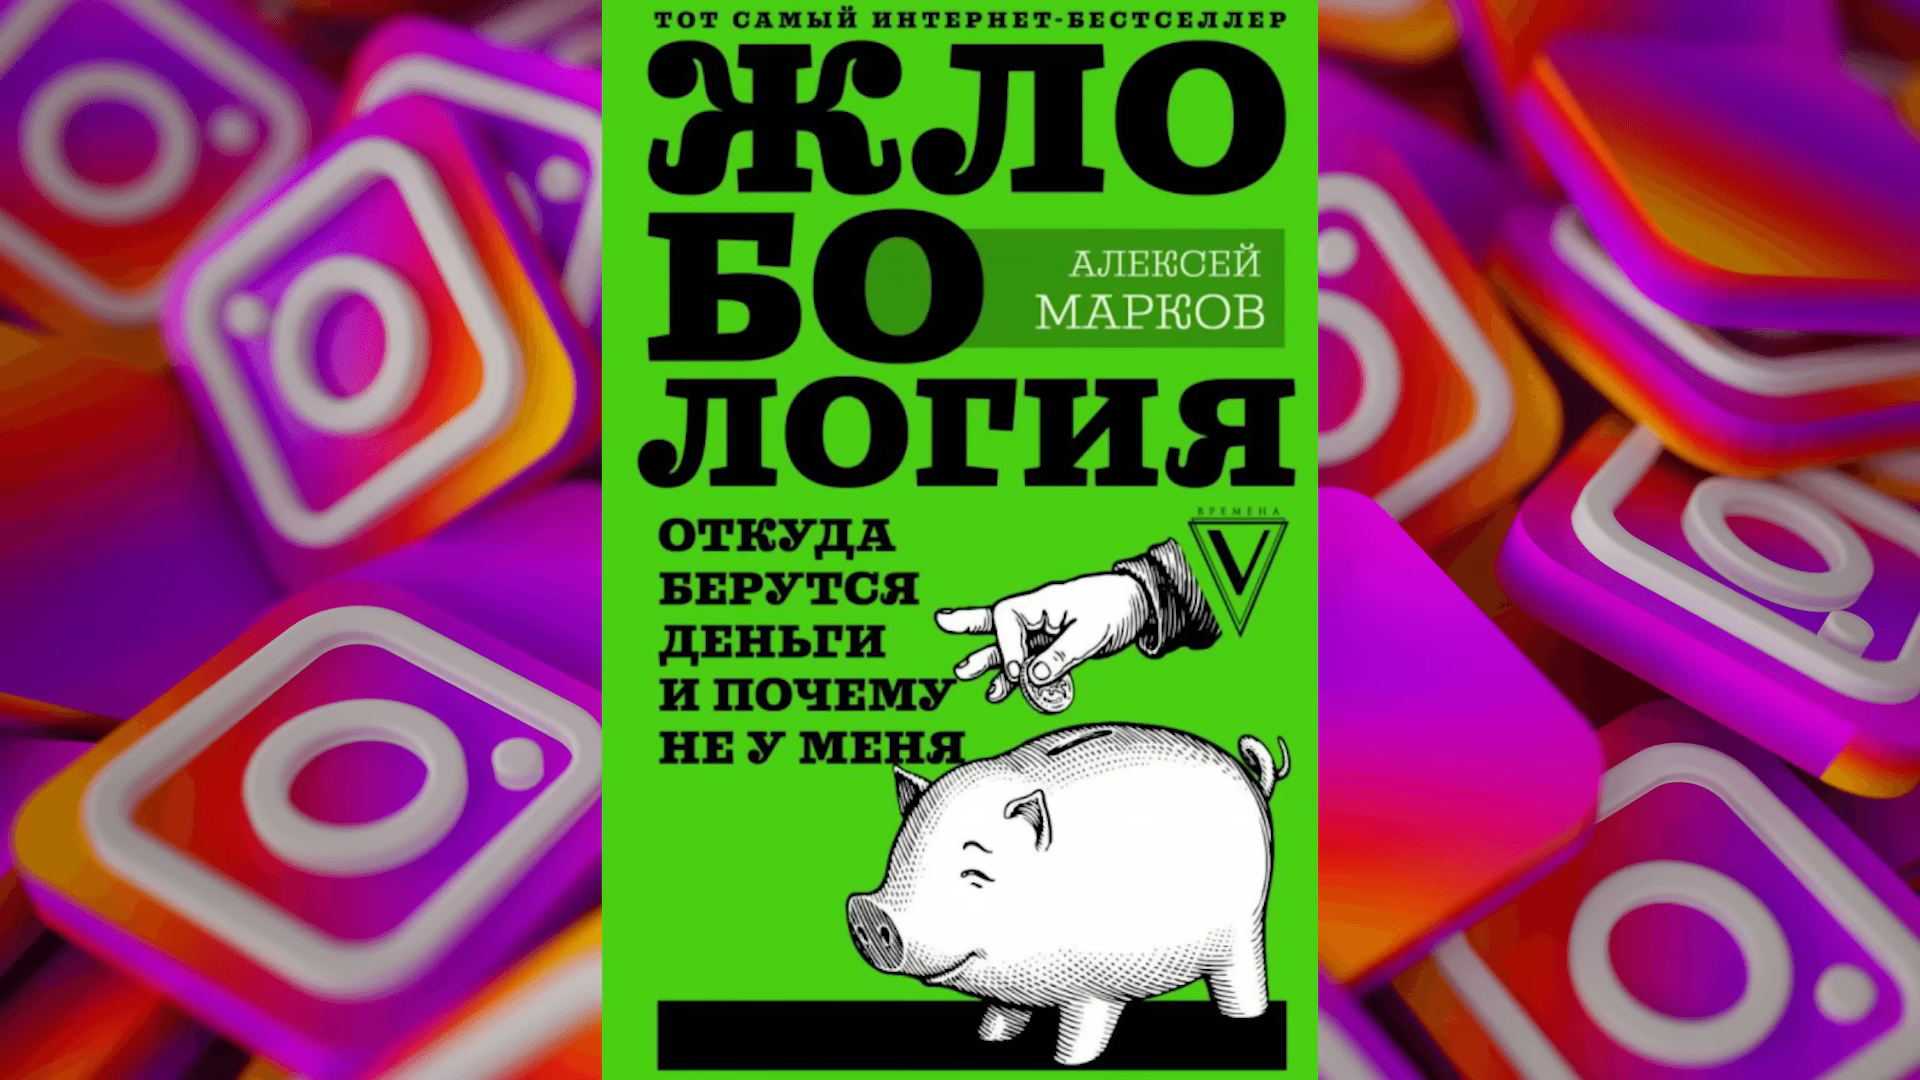 ТОТ САМЫЙ ИНТЕРНЕТ-БЕСТСЕЛЛЕР
ЖЛО
БО
АЛЕКСЕЙ
МАРКОВ
ЛОГИЯ
ВРЕМЕНА
V
ОТКУДА
БЕРУТСЯ
ДЕНЬГИ
И ПОЧЕМУ
НЕ У МЕНЯ